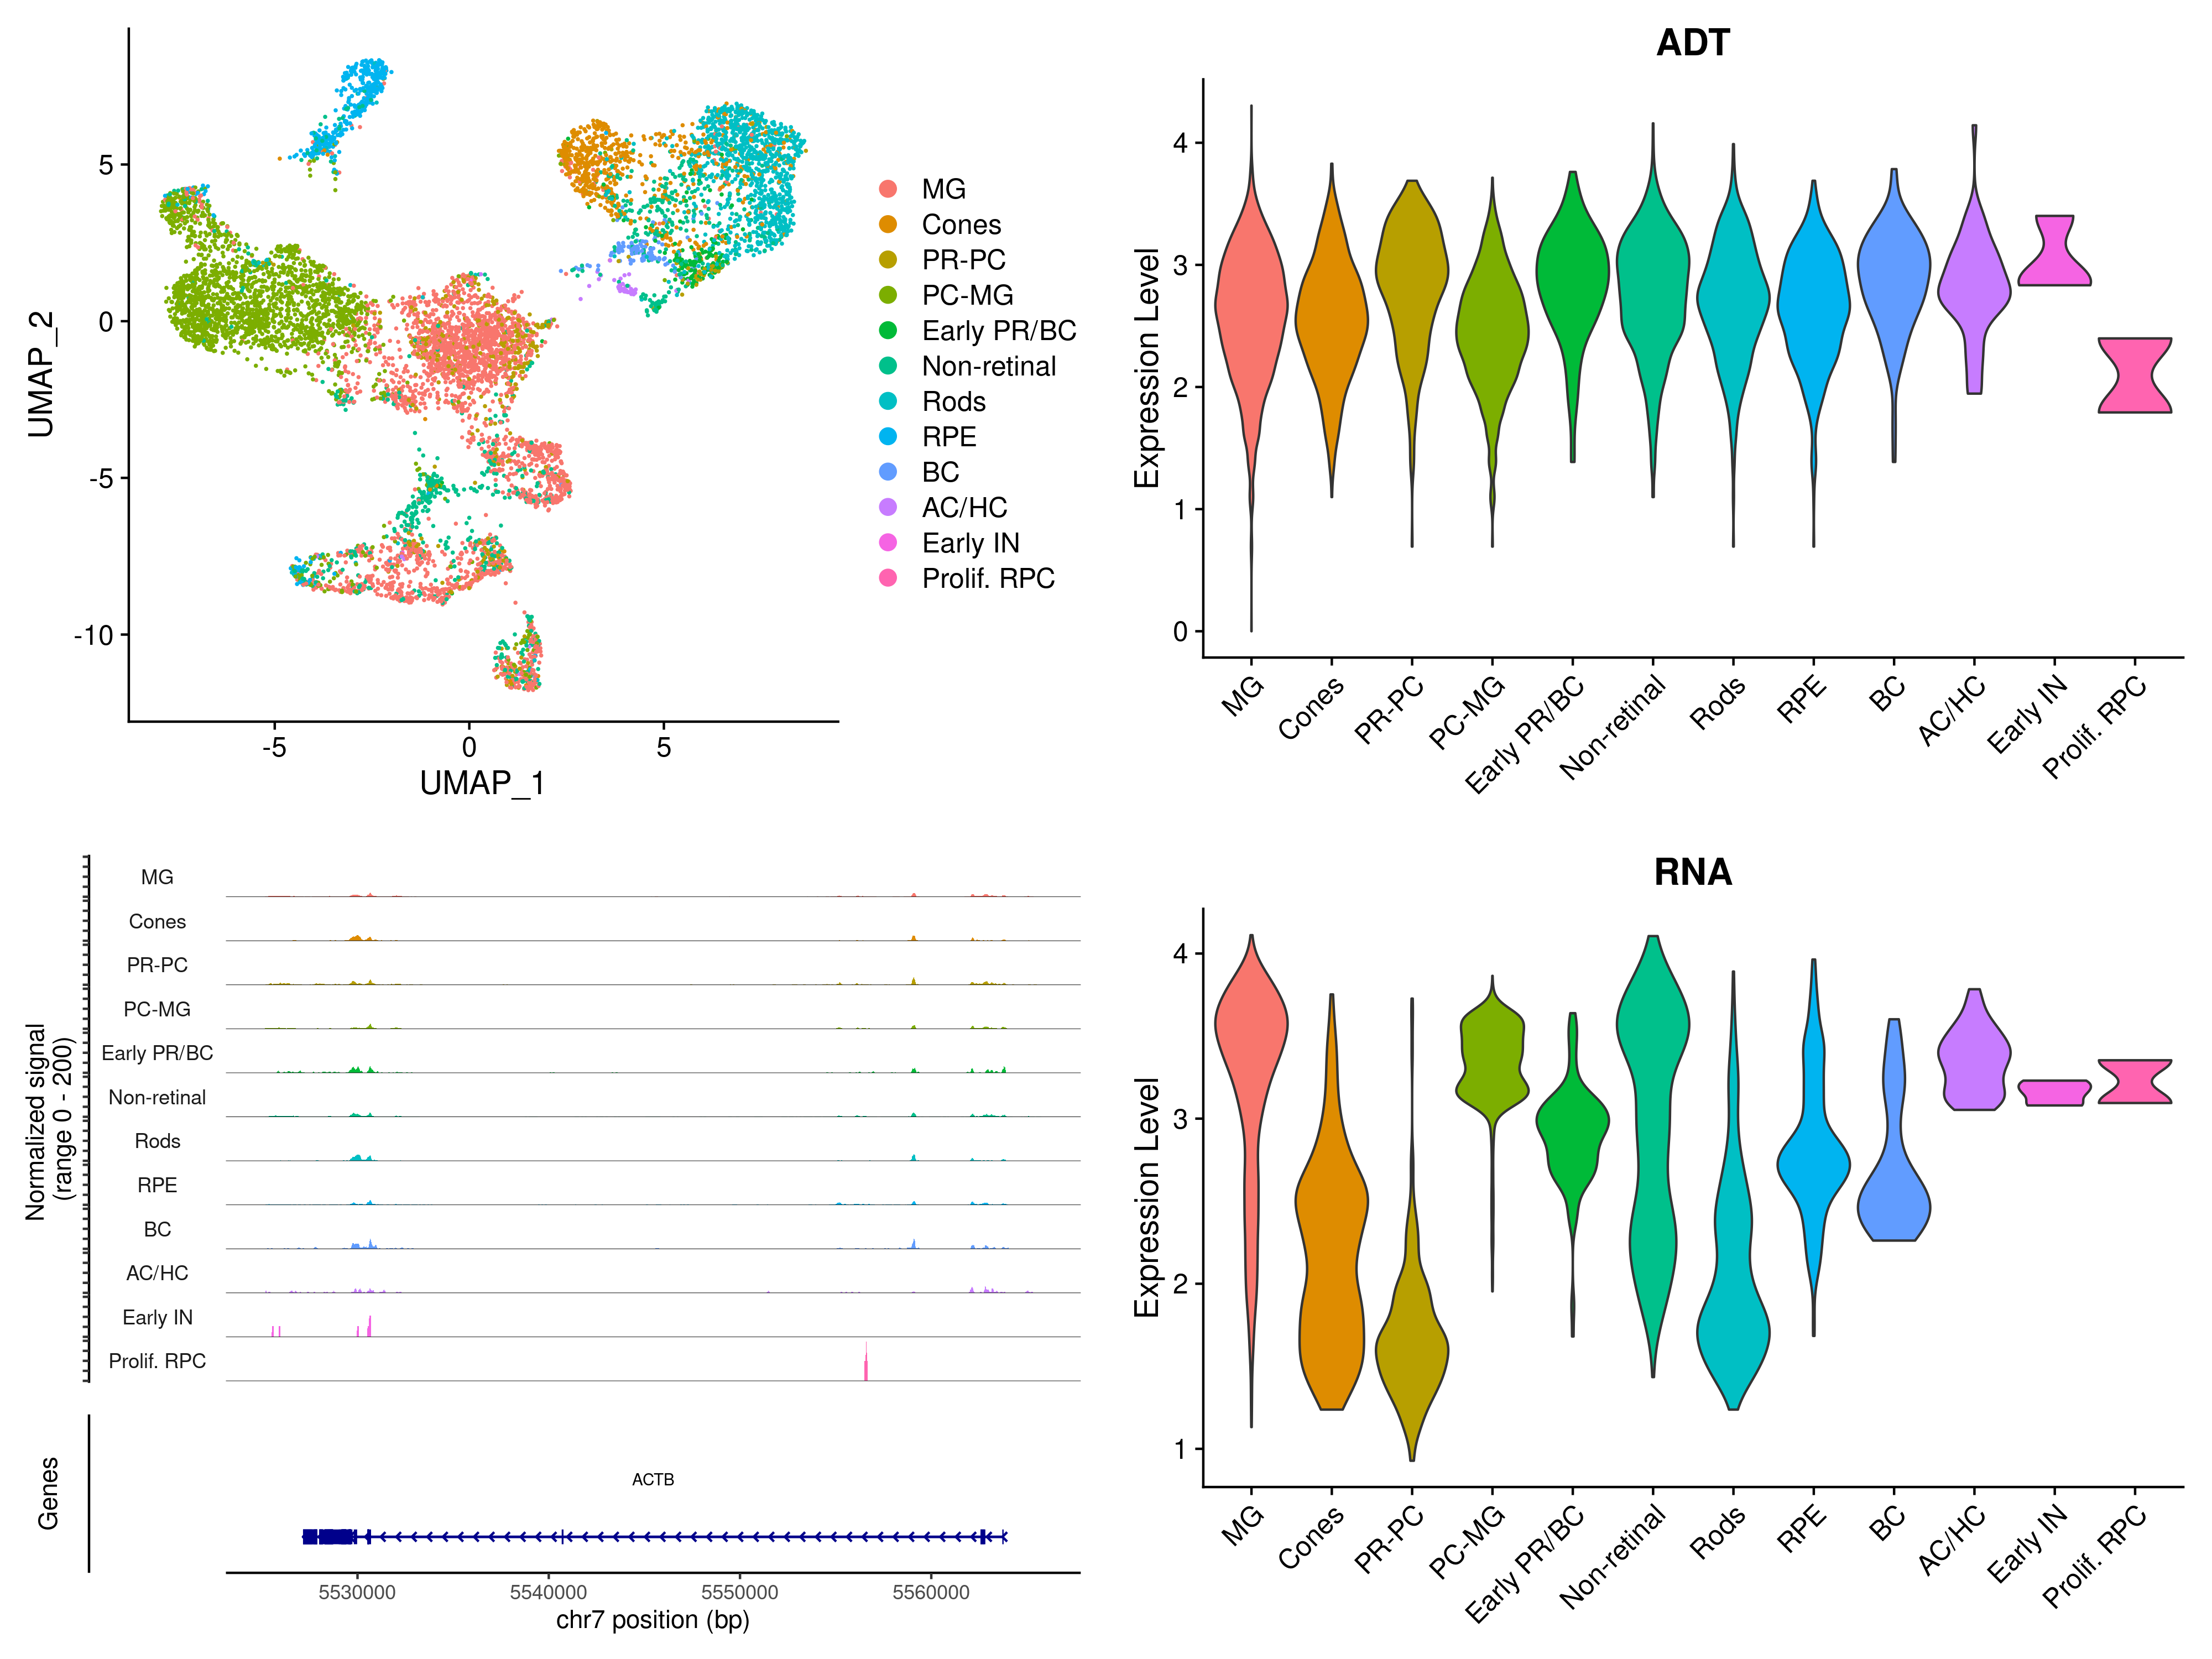 UMAP_2
5
0
-5
-10
-5
0
5
UMAP_1
MG
Cones
PR-PC
PC-MG
Early PR/BC
Non-retinal
Rods
RPE
BC
AC/HC
Early IN
Prolif. RPC
ADT
Expression Level
4
3
2
1
0
MG
Cones
PR-PC
PC-MG
Early PR/BC
Non-retinal
Rods
RPE
BC
AC/HC
Early IN
Prolif. RPC
Normalized signal
(range 0 - 200)
MG
Cones
PR-PC
PC-MG
Early PR/BC
Non-retinal
Rods
RPE
BC
AC/HC
Early IN
Prolif. RPC
Genes
ACTB
5530000
5540000
5550000
5560000
chr7 position (bp)
RNA
Expression Level
4
3
2
1
MG
Cones
PR-PC
PC-MG
Early PR/BC
Non-retinal
Rods
RPE
BC
AC/HC
Early IN
Prolif. RPC